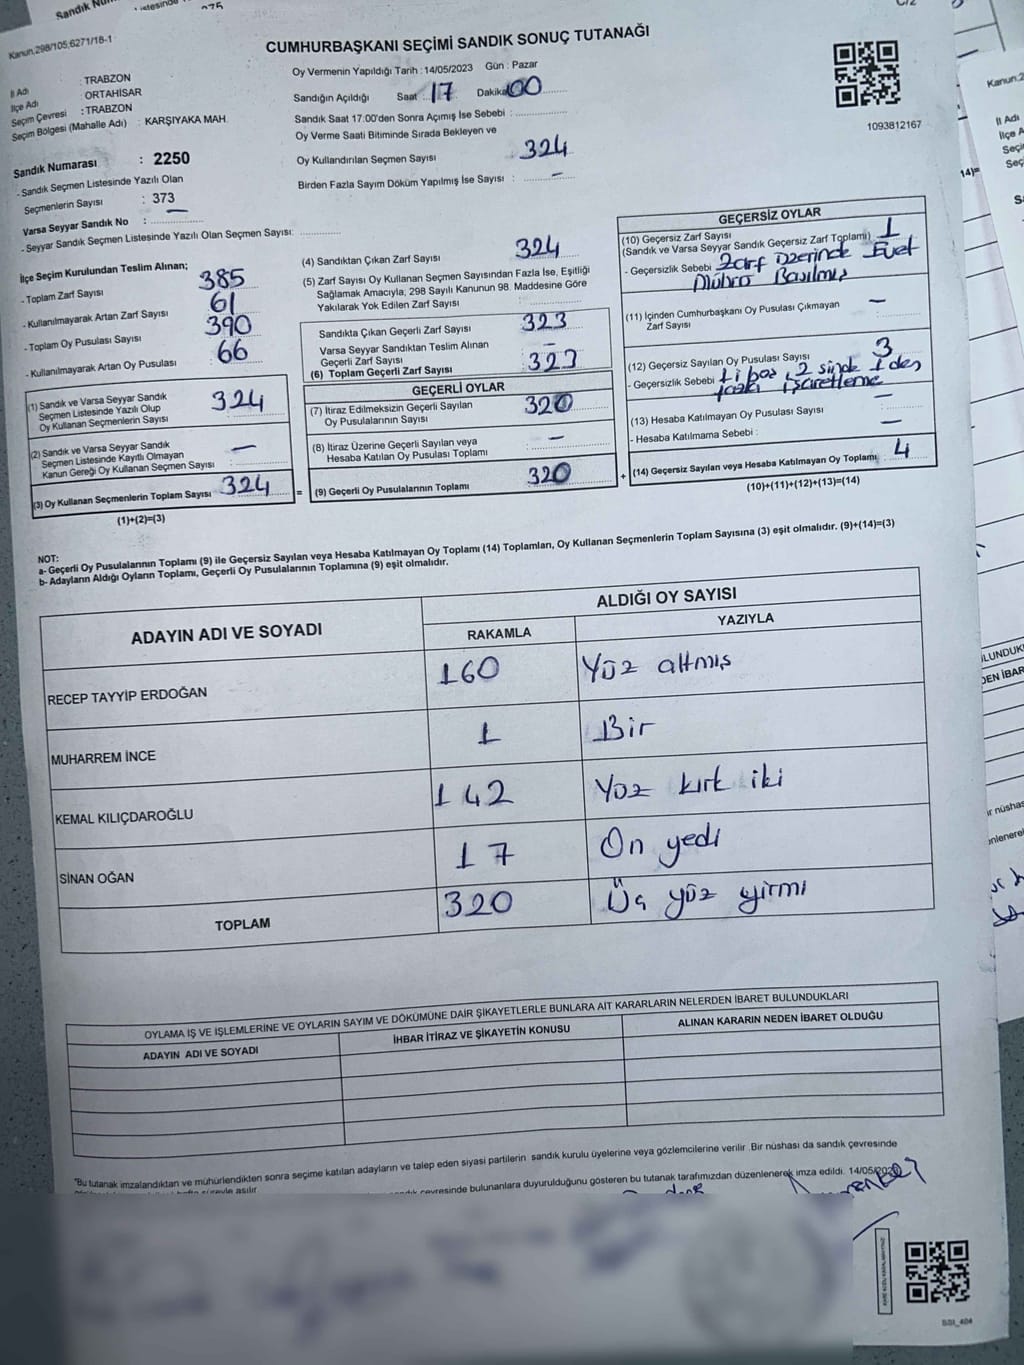 Kanun,298/105,6271/18-1
CUMHURBAŞKANI SEÇİMİ SANDIK SONUÇ TUTANAĞI
İl Adı : TRABZON
İlçe Adı : ORTAHİSAR
Seçim Çevresi : TRABZON
Seçim Bölgesi (Mahalle Adı) : KARŞIYAKA MAH.
Sandık Numarası : 2250
- Sandık Seçmen Listesinde Yazılı Olan
Seçmenlerin Sayısı : 373
Varsa Seyyar Sandık No : —
- Seyyar Sandık Seçmen Listesinde Yazılı Olan Seçmen Sayısı:
Oy Vermenin Yapıldığı Tarih : 14/05/2023 Gün : Pazar
Sandığın Açıldığı Saat : 17 Dakika 00
Sandık Saat 17:00'den Sonra Açımış İse Sebebi :
Oy Verme Saati Bitiminde Sırada Bekleyen ve
Oy Kullandırılan Seçmen Sayısı : 324
Birden Fazla Sayım Döküm Yapılmış İse Sayısı : —
1093812167
İlçe Seçim Kurulundan Teslim Alınan;
- Toplam Zarf Sayısı : 385
- Kullanılmayarak Artan Zarf Sayısı : 61
- Toplam Oy Pusulası Sayısı : 390
- Kullanılmayarak Artan Oy Pusulası : 66
(1) Sandık ve Varsa Seyyar Sandık
Seçmen Listesinde Yazılı Olup
Oy Kullanan Seçmenlerin Sayısı : 324
(2) Sandık ve Varsa Seyyar Sandık
Seçmen Listesinde Kayıtlı Olmayan
Kanun Gereği Oy Kullanan Seçmen Sayısı : —
(3) Oy Kullanan Seçmenlerin Toplam Sayısı : 324
(1)+(2)=(3)
(4) Sandıktan Çıkan Zarf Sayısı : 324
(5) Zarf Sayısı Oy Kullanan Seçmen Sayısından Fazla İse, Eşitliği
Sağlamak Amacıyla, 298 Sayılı Kanunun 98. Maddesine Göre
Yakılarak Yok Edilen Zarf Sayısı :
Sandıkta Çıkan Geçerli Zarf Sayısı : 323
Varsa Seyyar Sandıktan Teslim Alınan
Geçerli Zarf Sayısı : —
(6) Toplam Geçerli Zarf Sayısı : 323
GEÇERLİ OYLAR
(7) İtiraz Edilmeksizin Geçerli Sayılan
Oy Pusulalarının Sayısı : 320
(8) İtiraz Üzerine Geçerli Sayılan veya
Hesaba Katılan Oy Pusulası Toplamı : —
= (9) Geçerli Oy Pusulalarının Toplamı : 320
GEÇERSİZ OYLAR
(10) Geçersiz Zarf Sayısı
(Sandık ve Varsa Seyyar Sandık Geçersiz Zarf Toplamı) 1
- Geçersizlik Sebebi : Zarf üzerinde Evet
Mührü Basılmış
(11) İçinden Cumhurbaşkanı Oy Pusulası Çıkmayan
Zarf Sayısı : —
(12) Geçersiz Sayılan Oy Pusulası Sayısı : 3
- Geçersizlik Sebebi : 1 i boş, 2 sinde 1 den
fazla işaretleme
(13) Hesaba Katılmayan Oy Pusulası Sayısı : —
- Hesaba Katılmama Sebebi : —
+ (14) Geçersiz Sayılan veya Hesaba Katılmayan Oy Toplamı : 4
(10)+(11)+(12)+(13)=(14)
NOT:
a- Geçerli Oy Pusulalarının Toplamı (9) ile Geçersiz Sayılan veya Hesaba Katılmayan Oy Toplamı (14) Toplamları, Oy Kullanan Seçmenlerin Toplam Sayısına (3) eşit olmalıdır. (9)+(14)=(3)
b- Adayların Aldığı Oyların Toplamı, Geçerli Oy Pusulalarının Toplamına (9) eşit olmalıdır.
ADAYIN ADI VE SOYADI ALDIĞI OY SAYISI
RAKAMLA YAZIYLA
RECEP TAYYİP ERDOĞAN 160 Yüz altmış
MUHARREM İNCE 1 Bir
KEMAL KILIÇDAROĞLU 142 Yüz kırk iki
SİNAN OĞAN 17 On yedi
TOPLAM 320 Üç yüz yirmi
OYLAMA İŞ VE İŞLEMLERİNE VE OYLARIN SAYIM VE DÖKÜMÜNE DAİR ŞİKAYETLERLE BUNLARA AİT KARARLARIN NELERDEN İBARET BULUNDUKLARI
ADAYIN ADI VE SOYADI İHBAR İTİRAZ VE ŞİKAYETİN KONUSU ALINAN KARARIN NEDEN İBARET OLDUĞU
"Bu tutanak imzalandıktan ve mühürlendikten sonra seçime katılan adayların ve talep eden siyasi partilerin sandık kurulu üyelerine veya gözlemcilerine verilir. Bir nüshası da sandık çevresinde
çevresinde bulunanlara duyurulduğunu gösteren bu tutanak tarafımızdan düzenlenerek imza edildi. 14/05/